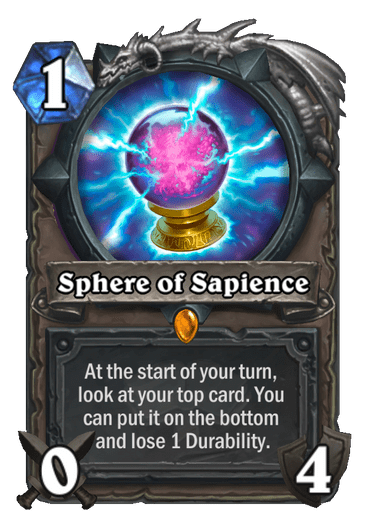 1
Sphere of Sapience
At the start of your turn,
look at your top card. You
can put it on the bottom
and lose 1 Durability.
0
4